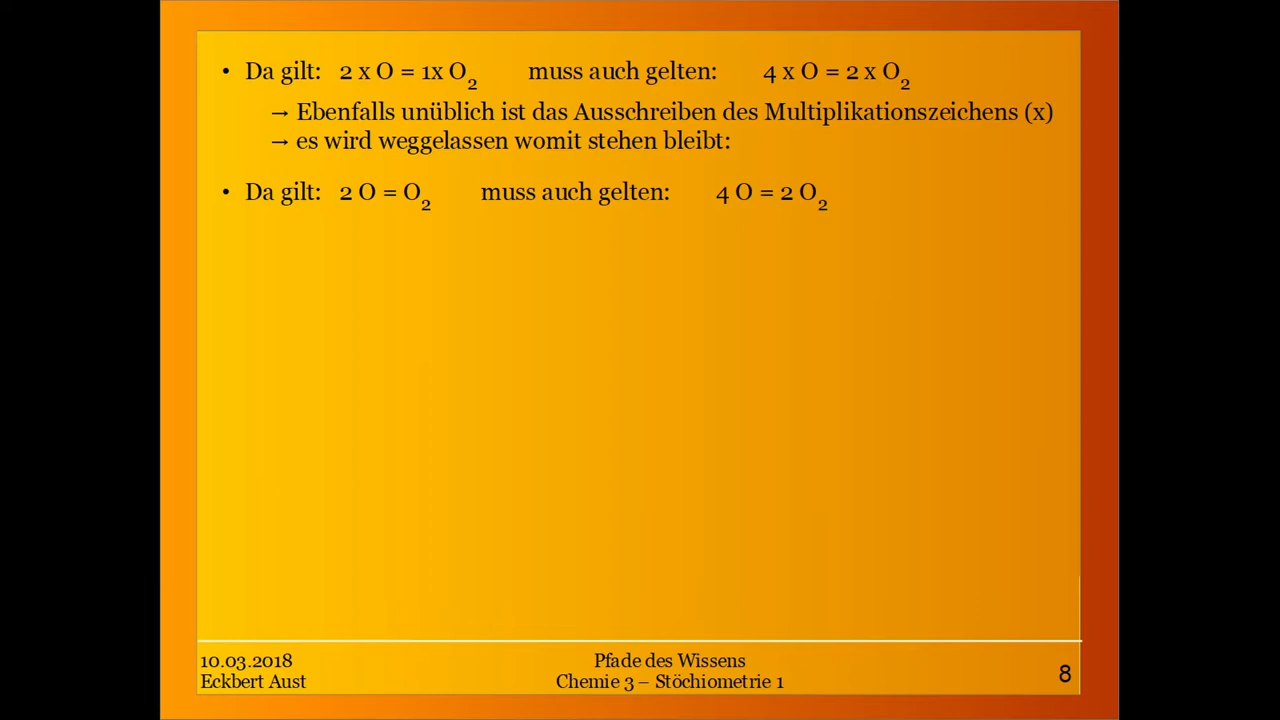 • Da gilt: 2 x O = 1x O₂ muss auch gelten: 4 x O = 2 x O₂
→ Ebenfalls unüblich ist das Ausschreiben des Multiplikationszeichens (x)
→ es wird weggelassen womit stehen bleibt:
• Da gilt: 2 O = O₂ muss auch gelten: 4 O = 2 O₂
10.03.2018
Eckbert Aust
Pfade des Wissens
Chemie 3 – Stöchiometrie 1
8